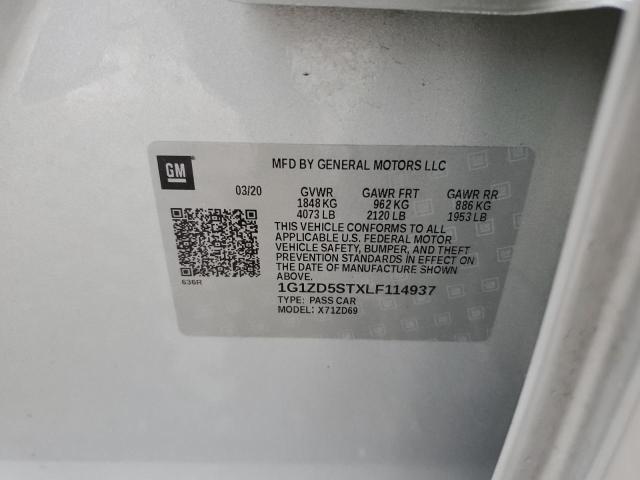 GM
MFD BY GENERAL MOTORS LLC
03/20 GVWR GAWR FRT GAWR RR
1848 KG 962 KG 886 KG
4073 LB 2120 LB 1953 LB
THIS VEHICLE CONFORMS TO ALL
APPLICABLE U.S. FEDERAL MOTOR
VEHICLE SAFETY, BUMPER, AND THEFT
PREVENTION STANDARDS IN EFFECT ON
THE DATE OF MANUFACTURE SHOWN
ABOVE.
636R
1G1ZD5STXLF114937
TYPE: PASS CAR
MODEL: X71ZD69